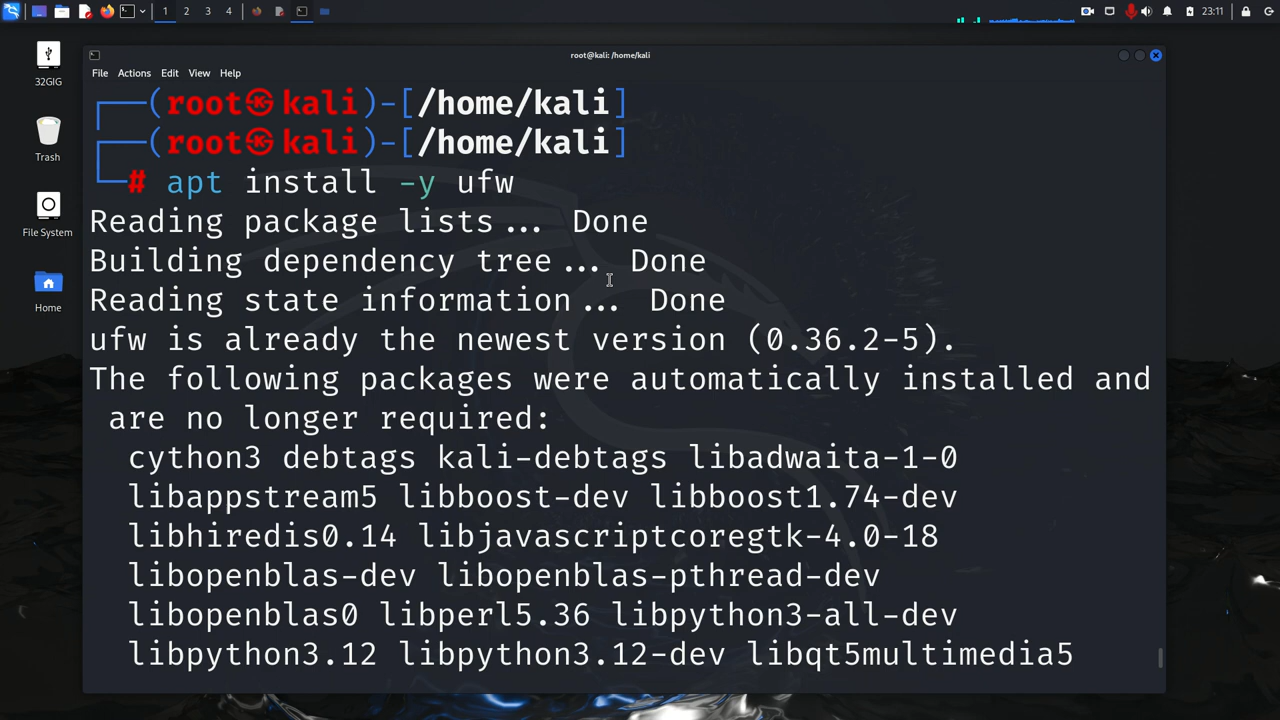 1 2 3 4
23:11
32GIG
Trash
File System
Home
root@kali: /home/kali
File Actions Edit View Help
┌──(root㉿kali)-[/home/kali]
┌──(root㉿kali)-[/home/kali]
└─# apt install -y ufw
Reading package lists... Done
Building dependency tree... Done
Reading state information... Done
ufw is already the newest version (0.36.2-5).
The following packages were automatically installed and
are no longer required:
cython3 debtags kali-debtags libadwaita-1-0
libappstream5 libboost-dev libboost1.74-dev
libhiredis0.14 libjavascriptcoregtk-4.0-18
libopenblas-dev libopenblas-pthread-dev
libopenblas0 libperl5.36 libpython3-all-dev
libpython3.12 libpython3.12-dev libqt5multimedia5